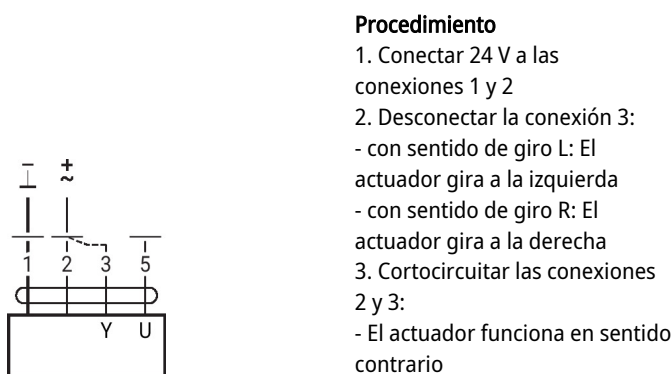 Procedimiento
1. Conectar 24 V a las
conexiones 1 y 2
2. Desconectar la conexión 3:
- con sentido de giro L: El
actuador gira a la izquierda
- con sentido de giro R: El
actuador gira a la derecha
3. Cortocircuitar las conexiones
2 y 3:
- El actuador funciona en sentido
contrario
– +
⊥ ~
1 2 3 5
Y U